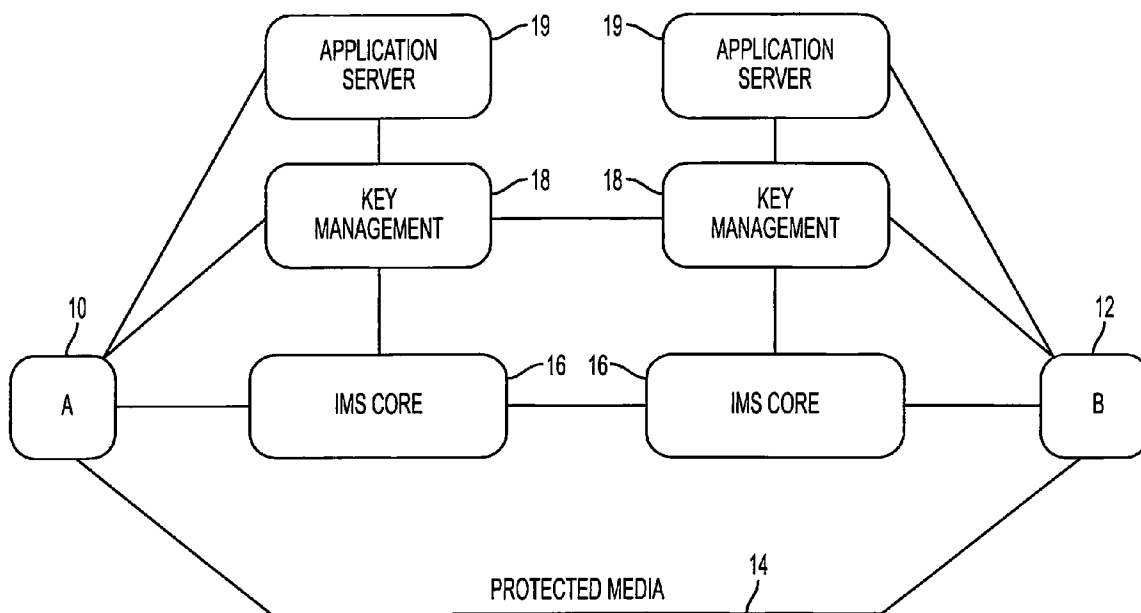 19
APPLICATION
SERVER
19
APPLICATION
SERVER
18
KEY
MANAGEMENT
18
KEY
MANAGEMENT
10
A
16
IMS CORE
16
IMS CORE
12
B
PROTECTED MEDIA
14